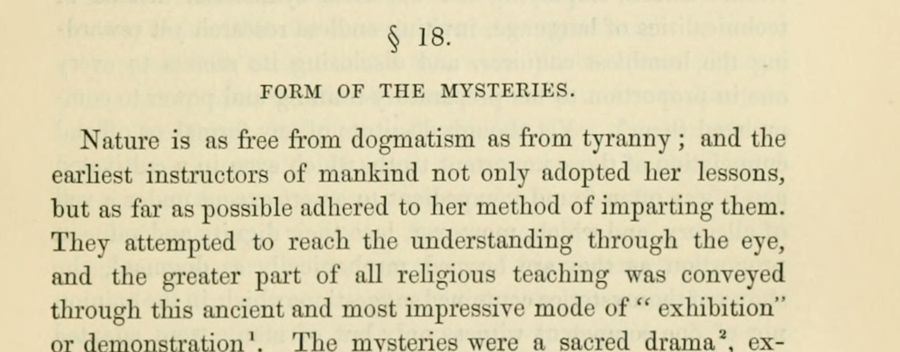 § 18.
FORM OF THE MYSTERIES.
Nature is as free from dogmatism as from tyranny; and the
earliest instructors of mankind not only adopted her lessons,
but as far as possible adhered to her method of imparting them.
They attempted to reach the understanding through the eye,
and the greater part of all religious teaching was conveyed
through this ancient and most impressive mode of “exhibition”
or demonstration¹. The mysteries were a sacred drama², ex-